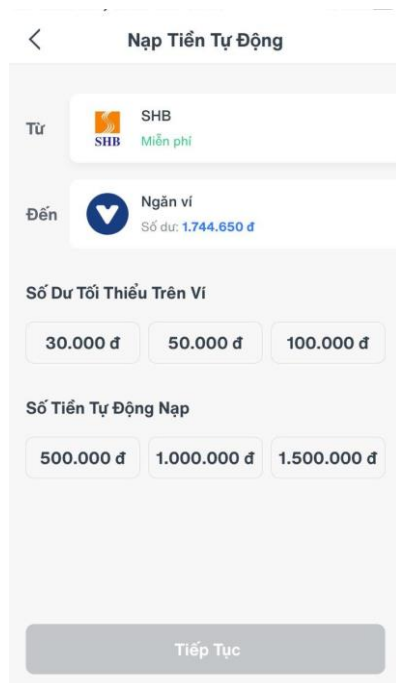 Nạp Tiền Tự Động
Từ
SHB
SHB
Miễn phí
Đến
Ngăn ví
Số dư: 1.744.650 đ
Số Dư Tối Thiểu Trên Ví
30.000 đ 50.000 đ 100.000 đ
Số Tiền Tự Động Nạp
500.000 đ 1.000.000 đ 1.500.000 đ
Tiếp Tục